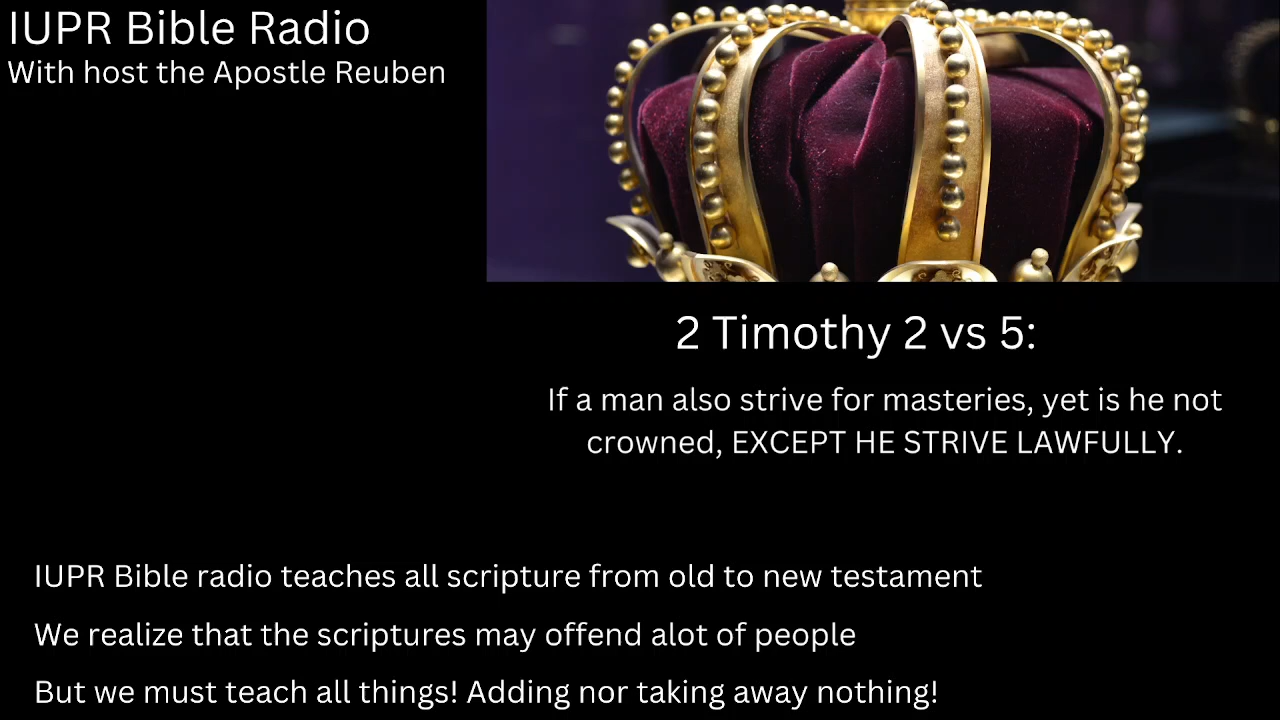 IUPR Bible Radio
With host the Apostle Reuben
2 Timothy 2 vs 5:
If a man also strive for masteries, yet is he not
crowned, EXCEPT HE STRIVE LAWFULLY.
IUPR Bible radio teaches all scripture from old to new testament
We realize that the scriptures may offend alot of people
But we must teach all things! Adding nor taking away nothing!